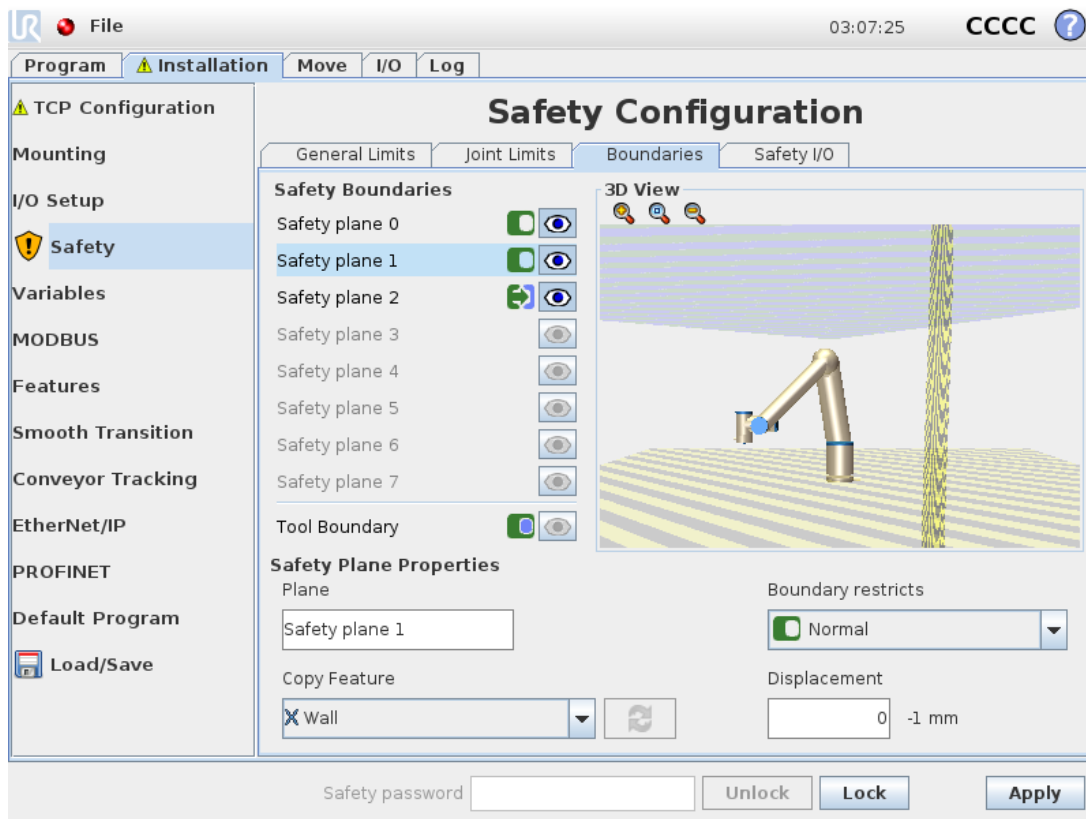 UR File 03:07:25 CCCC ?
Program Installation Move I/O Log
TCP Configuration
Mounting
I/O Setup
Safety
Variables
MODBUS
Features
Smooth Transition
Conveyor Tracking
EtherNet/IP
PROFINET
Default Program
Load/Save
Safety Configuration
General Limits Joint Limits Boundaries Safety I/O
Safety Boundaries
Safety plane 0
Safety plane 1
Safety plane 2
Safety plane 3
Safety plane 4
Safety plane 5
Safety plane 6
Safety plane 7
Tool Boundary
3D View
Safety Plane Properties
Plane
Safety plane 1
Boundary restricts
Normal
Copy Feature
Wall
Displacement
0 -1 mm
Safety password Unlock Lock Apply